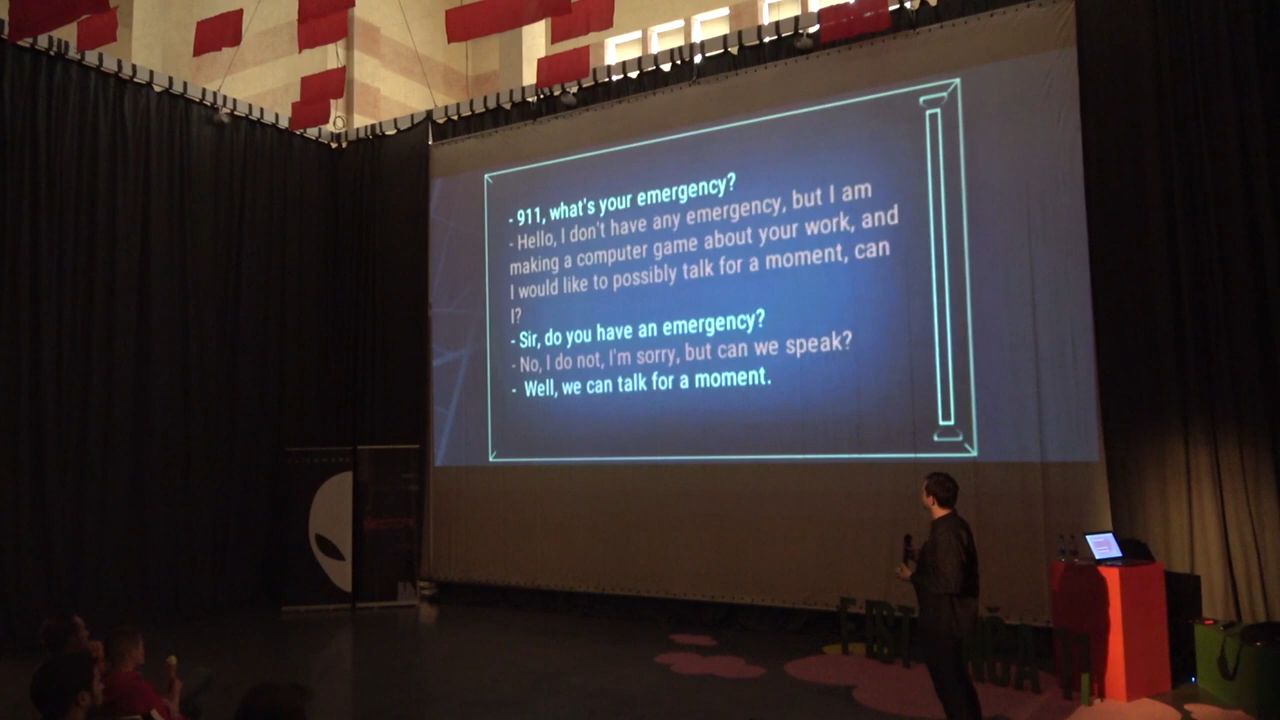 - 911, what's your emergency?
- Hello, I don't have any emergency, but I am
making a computer game about your work, and
I would like to possibly talk for a moment, can
I?
- Sir, do you have an emergency?
- No, I do not, I'm sorry, but can we speak?
- Well, we can talk for a moment.